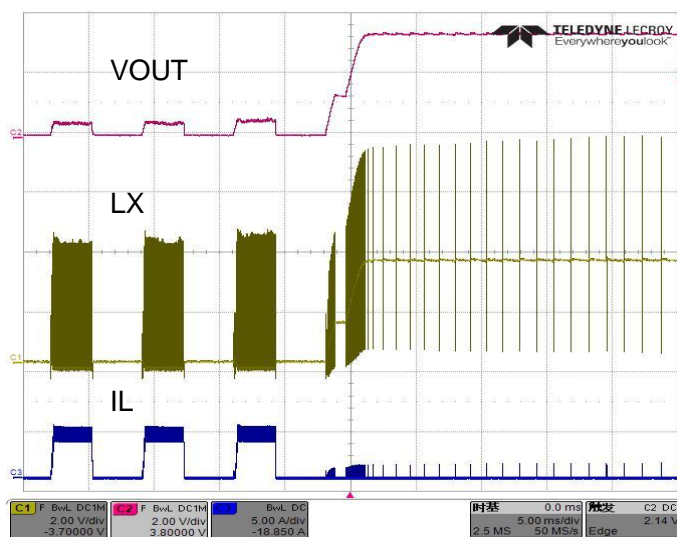 TELEDYNE LECROY
Everywhereyoulook™
VOUT
C2
LX
C1
IL
C3
C1 F BwL DC1M
2.00 V/div
-3.70000 V
C2 F BwL DC1M
2.00 V/div
3.80000 V
C3 BwL DC
5.00 A/div
-18.850 A
时基 0.0 ms
5.00 ms/div
2.5 MS 50 MS/s
触发 C2 DC
2.14 V
Edge